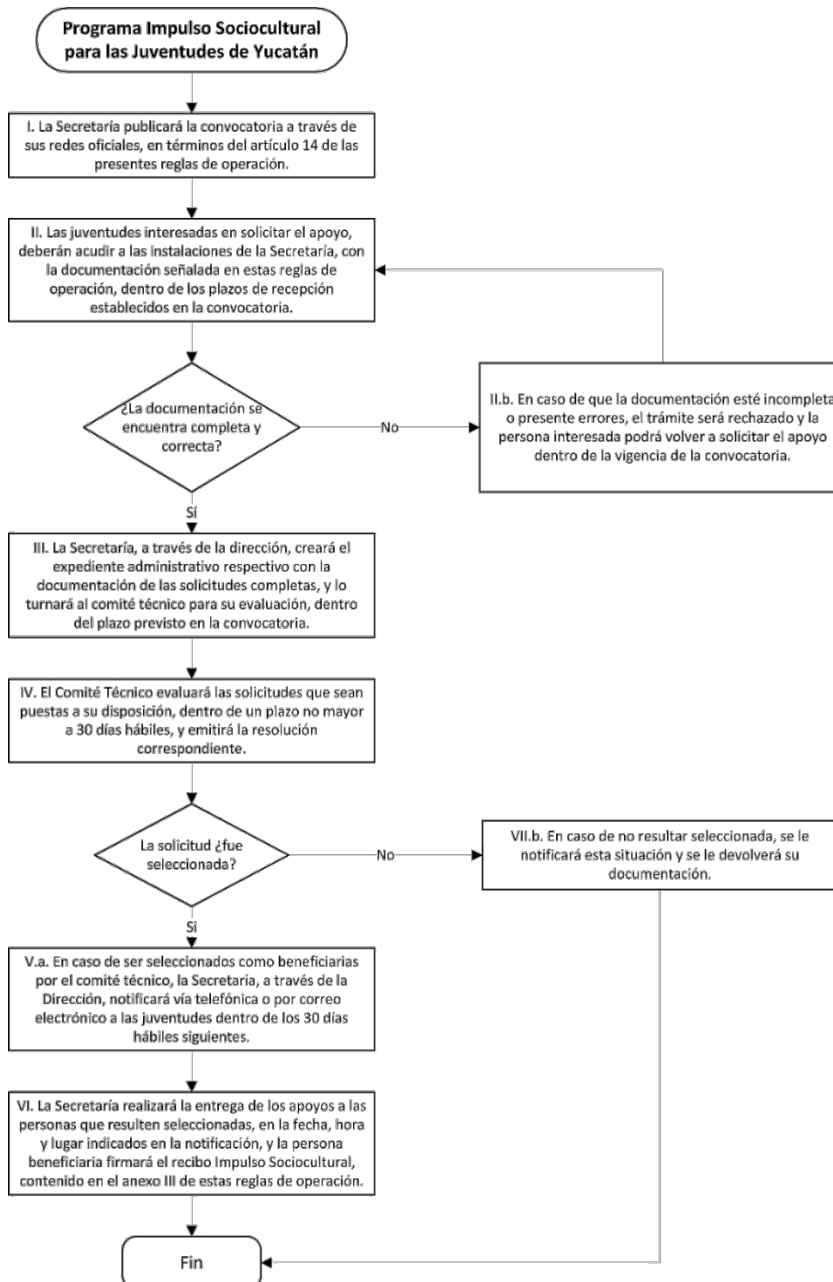 Programa Impulso Sociocultural
para las Juventudes de Yucatán
I. La Secretaría publicará la convocatoria a través de
sus redes oficiales, en términos del artículo 14 de las
presentes reglas de operación.
II. Las juventudes interesadas en solicitar el apoyo,
deberán acudir a las instalaciones de la Secretaría, con
la documentación señalada en estas reglas de
operación, dentro de los plazos de recepción
establecidos en la convocatoria.
¿La documentación se
encuentra completa y
correcta?
No
II.b. En caso de que la documentación esté incompleta
o presente errores, el trámite será rechazado y la
persona interesada podrá volver a solicitar el apoyo
dentro de la vigencia de la convocatoria.
Sí
III. La Secretaría, a través de la dirección, creará el
expediente administrativo respectivo con la
documentación de las solicitudes completas, y lo
turnará al comité técnico para su evaluación, dentro
del plazo previsto en la convocatoria.
IV. El Comité Técnico evaluará las solicitudes que sean
puestas a su disposición, dentro de un plazo no mayor
a 30 días hábiles, y emitirá la resolución
correspondiente.
La solicitud ¿fue
seleccionada?
No
VII.b. En caso de no resultar seleccionada, se le
notificará esta situación y se le devolverá su
documentación.
Si
V.a. En caso de ser seleccionados como beneficiarias
por el comité técnico, la Secretaria, a través de la
Dirección, notificará vía telefónica o por correo
electrónico a las juventudes dentro de los 30 días
hábiles siguientes.
VI. La Secretaría realizará la entrega de los apoyos a las
personas que resulten seleccionadas, en la fecha, hora
y lugar indicados en la notificación, y la persona
beneficiaria firmará el recibo Impulso Sociocultural,
contenido en el anexo III de estas reglas de operación.
Fin